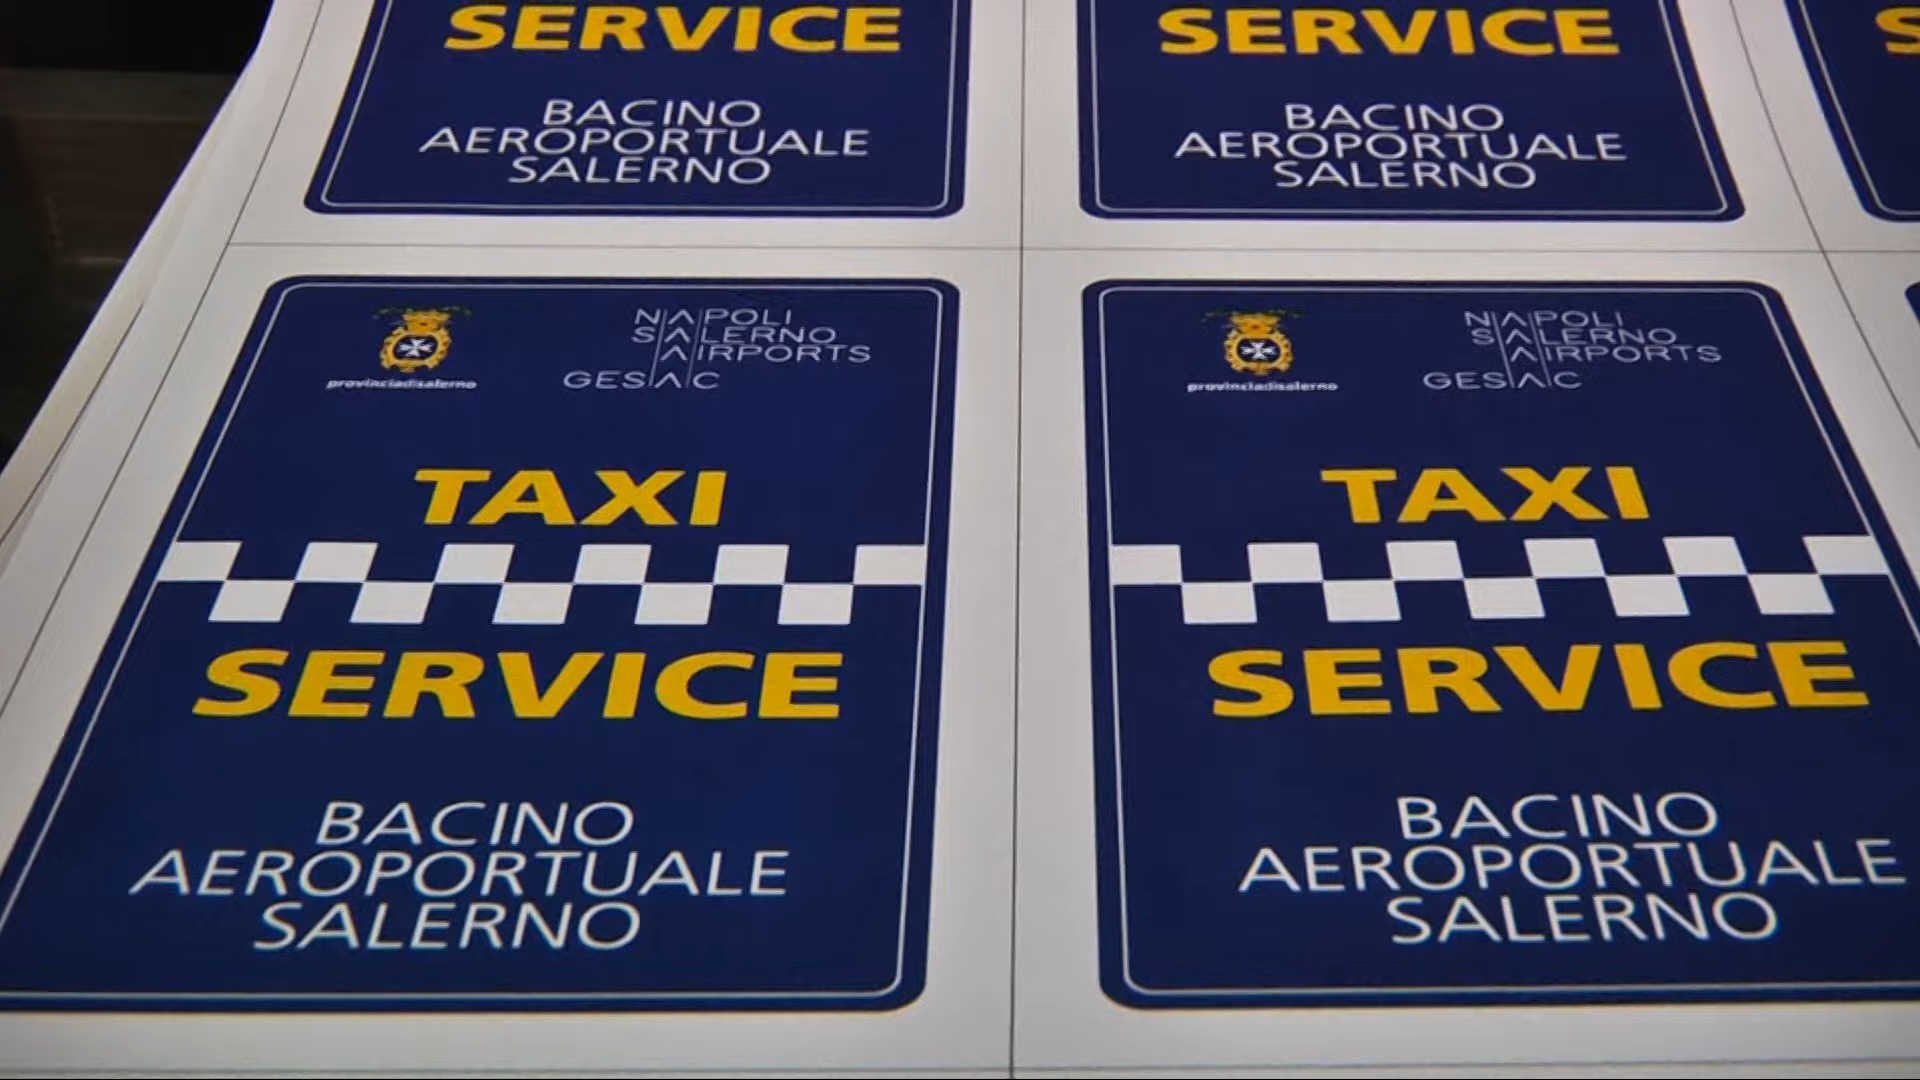 SERVICE
BACINO
AEROPORTUALE
SALERNO
SERVICE
BACINO
AEROPORTUALE
SALERNO
S
provinciadisalerno
NAPOLI
SALERNO
AIRPORTS
GESAC
TAXI
SERVICE
BACINO
AEROPORTUALE
SALERNO
provinciadisalerno
NAPOLI
SALERNO
AIRPORTS
GESAC
TAXI
SERVICE
BACINO
AEROPORTUALE
SALERNO